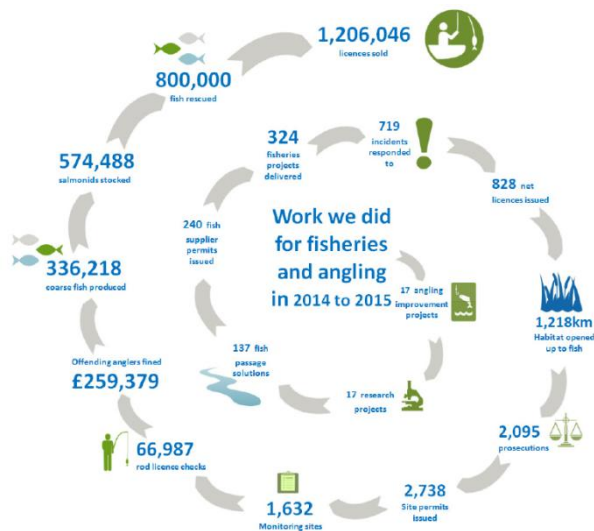 Work we did
for fisheries
and angling
in 2014 to 2015
17 angling
improvement
projects
17 research
projects
137 fish
passage
solutions
240 fish
supplier
permits
issued
324
fisheries
projects
delivered
719
incidents
responded
to
828 net
licences issued
1,218km
Habitat opened
up to fish
2,095
prosecutions
2,738
Site permits
issued
1,632
Monitoring sites
66,987
rod licence checks
Offending anglers fined
£259,379
336,218
coarse fish produced
574,488
salmonids stocked
800,000
fish rescued
1,206,046
licences sold